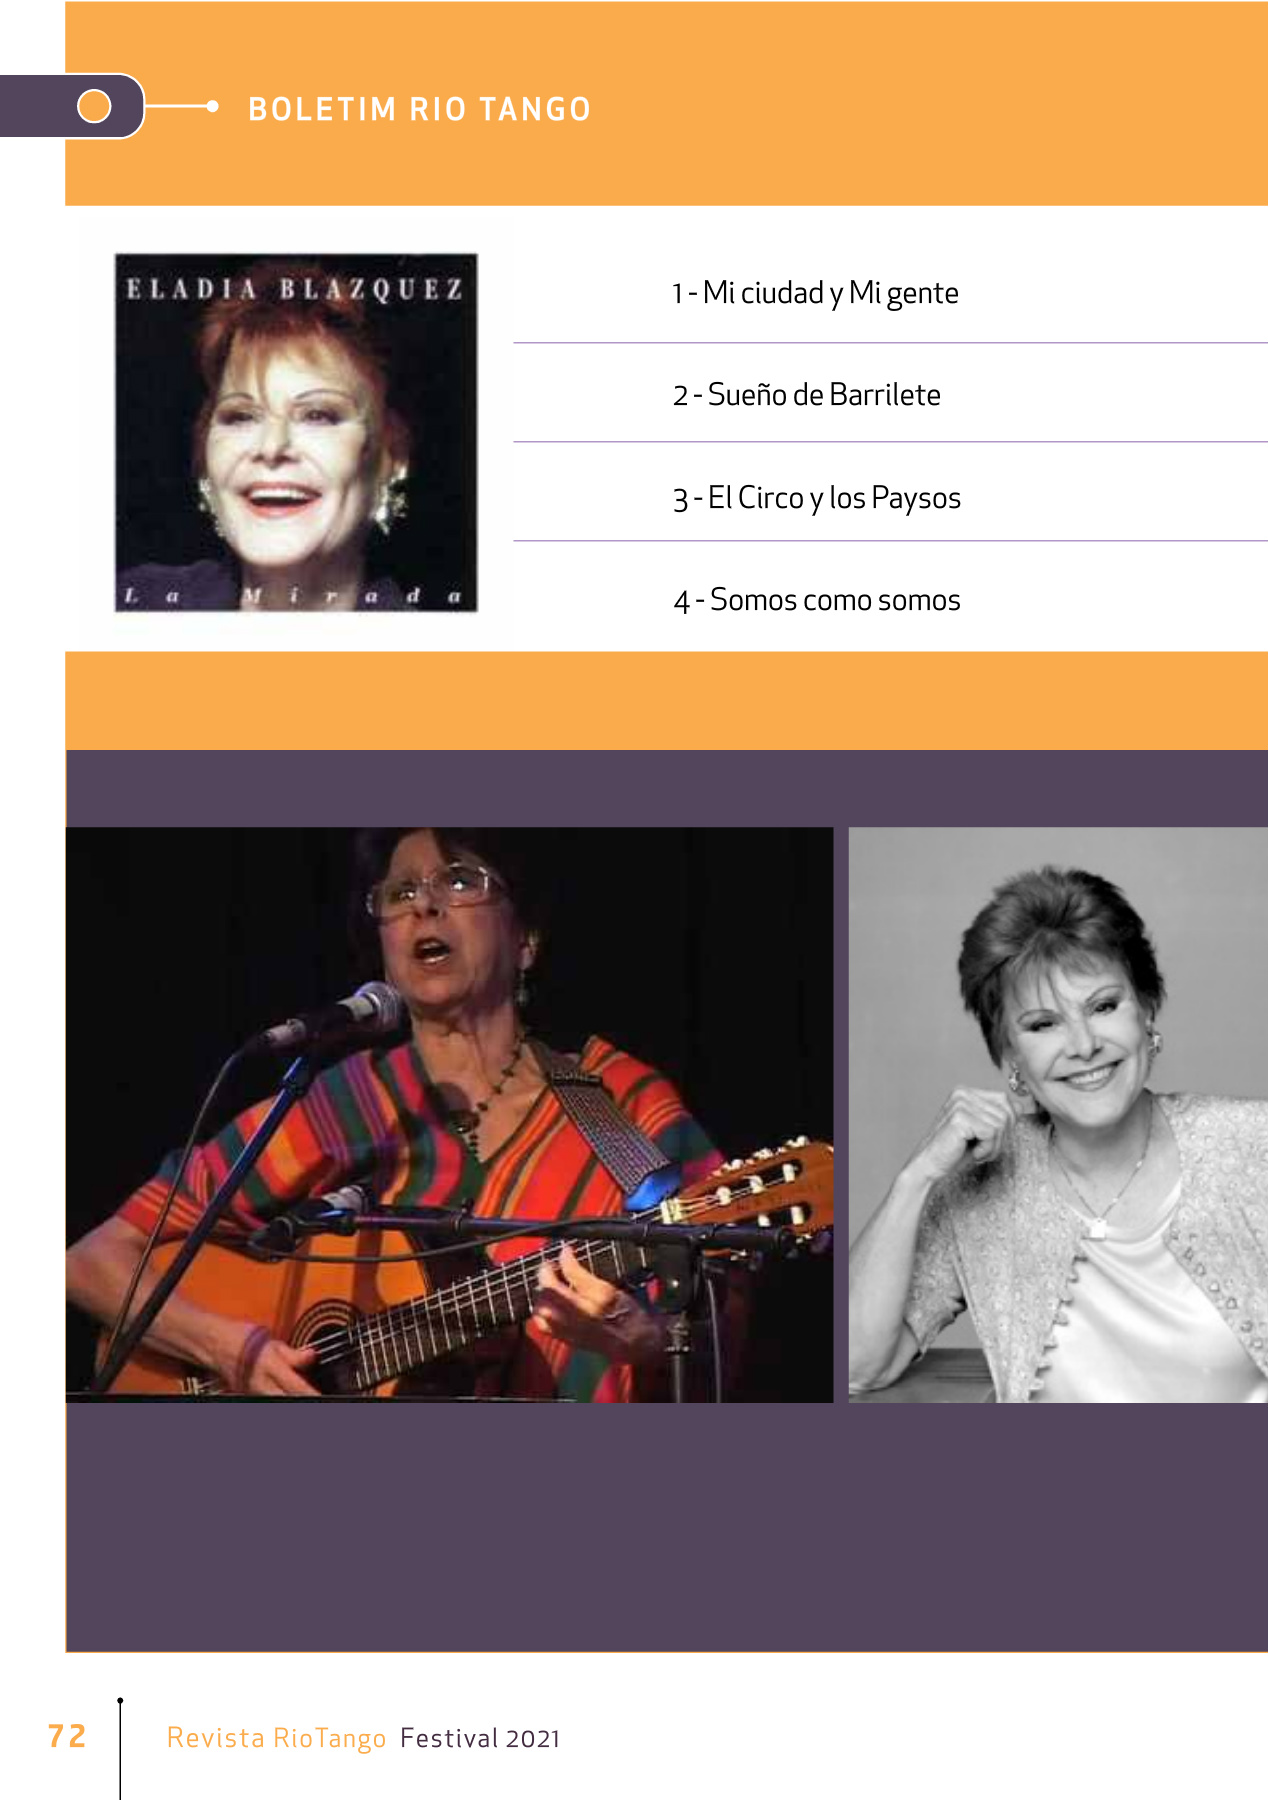 BOLETIM RIO TANGO
ELADIA BLAZQUEZ
La Mirada
1 - Mi ciudad y Mi gente
2 - Sueño de Barrilete
3 - El Circo y los Paysos
4 - Somos como somos
72
Revista RioTango Festival 2021